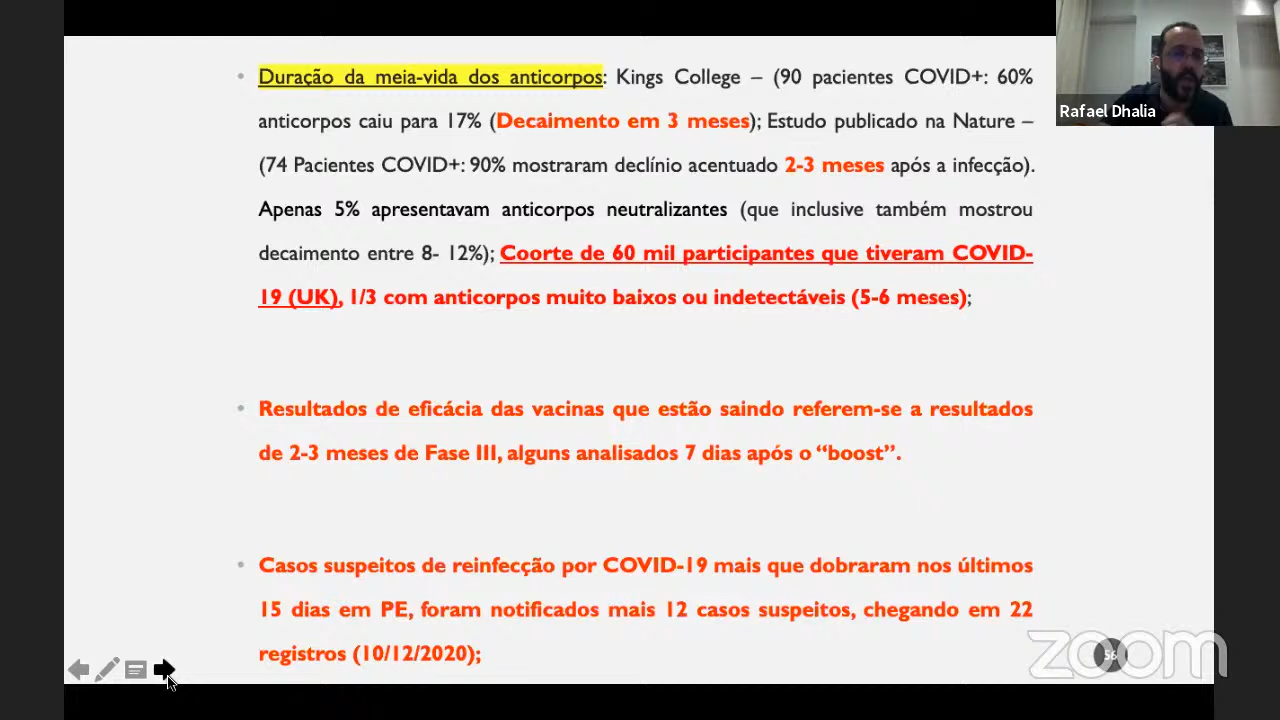 • Duração da meia-vida dos anticorpos: Kings College – (90 pacientes COVID+: 60%
anticorpos caiu para 17% (Decaimento em 3 meses); Estudo publicado na Nature –
(74 Pacientes COVID+: 90% mostraram declínio acentuado 2-3 meses após a infecção).
Apenas 5% apresentavam anticorpos neutralizantes (que inclusive também mostrou
decaimento entre 8- 12%); Coorte de 60 mil participantes que tiveram COVID-
19 (UK), 1/3 com anticorpos muito baixos ou indetectáveis (5-6 meses);
• Resultados de eficácia das vacinas que estão saindo referem-se a resultados
de 2-3 meses de Fase III, alguns analisados 7 dias após o “boost”.
• Casos suspeitos de reinfecção por COVID-19 mais que dobraram nos últimos
15 dias em PE, foram notificados mais 12 casos suspeitos, chegando em 22
registros (10/12/2020);
Rafael Dhalia
zoom
56